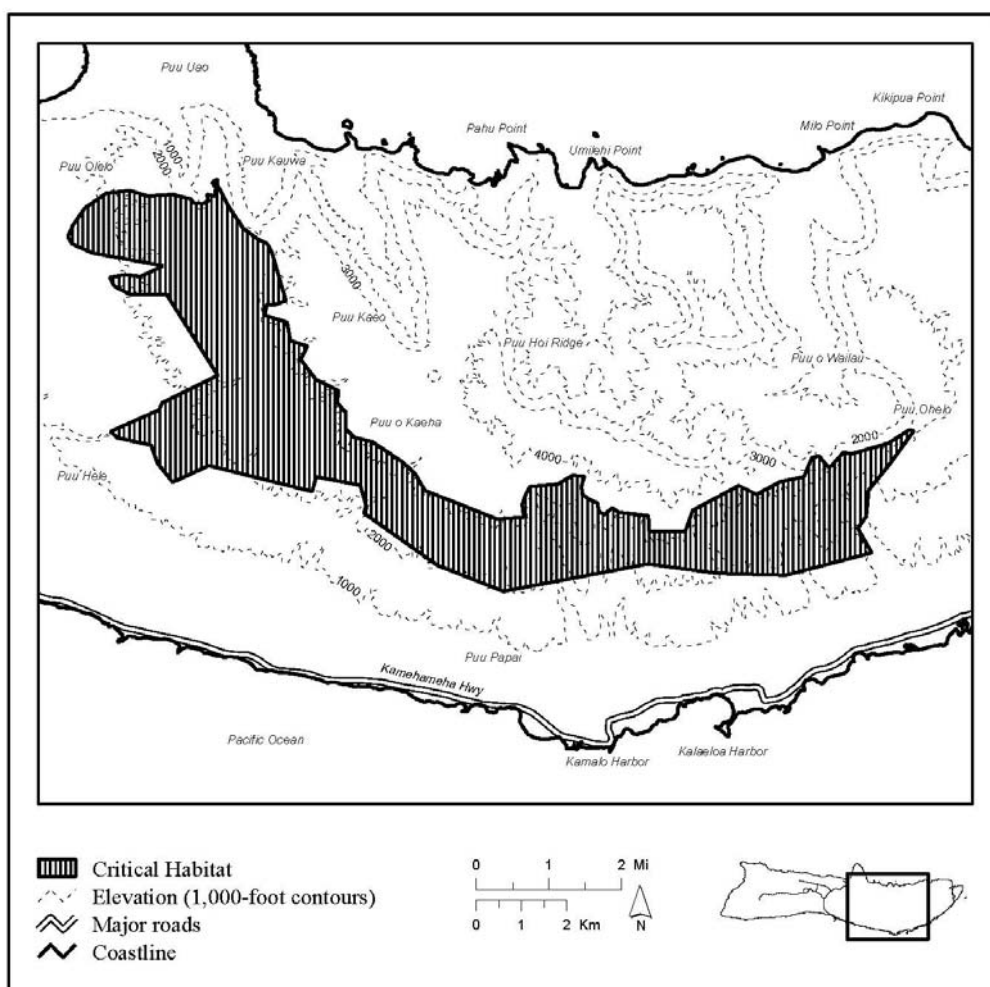 Puu Uao
Kikipua Point
Pahu Point
Milo Point
1000
2000
Puu Olelo
Puu Kauwa
Umilehi Point
3000
Puu Kaeo
Puu Hoi Ridge
Puu o Wailau
Puu Ohelo
Puu o Kaeha
2000
4000
3000
Puu Hele
2000
1000
Puu Papai
Kamehameha Hwy
Pacific Ocean
Kamalo Harbor
Kalaeloa Harbor
Critical Habitat
Elevation (1,000-foot contours)
Major roads
Coastline
0 1 2 Mi
0 1 2 Km
N